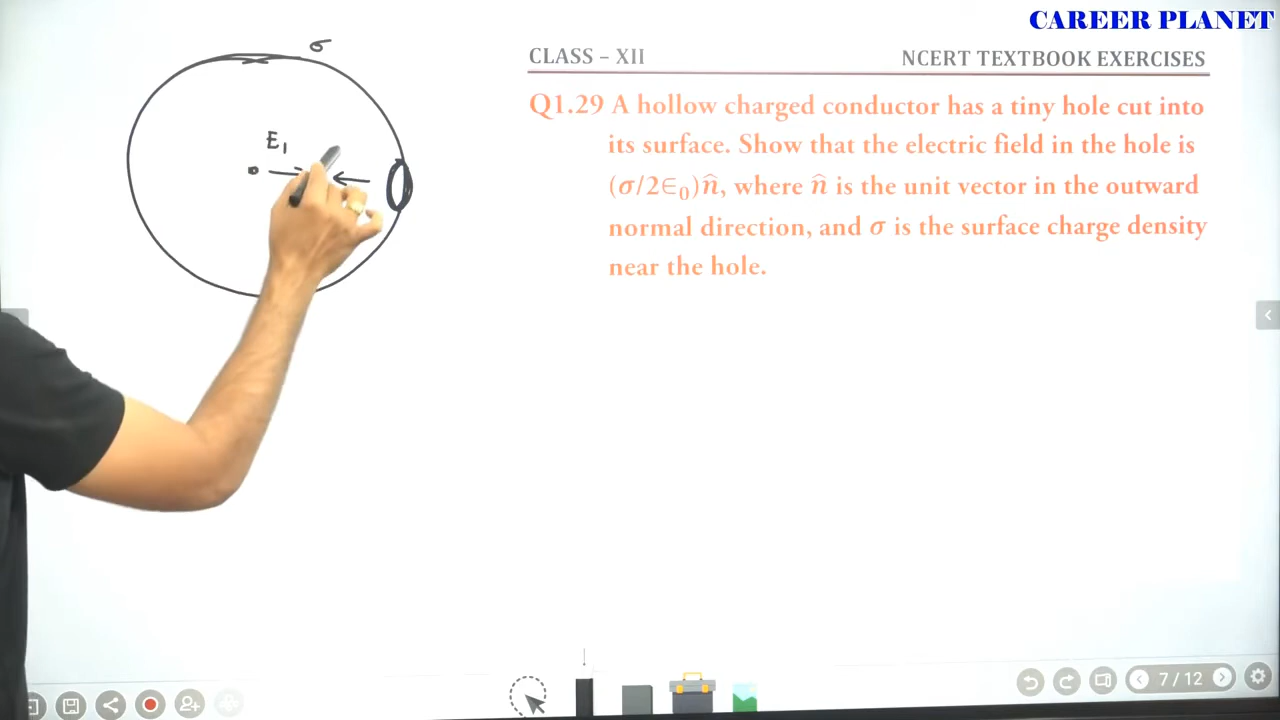 CAREER PLANET
σ
E₁
CLASS – XII NCERT TEXTBOOK EXERCISES
Q1.29 A hollow charged conductor has a tiny hole cut into
its surface. Show that the electric field in the hole is
(σ/2∈₀)n̂, where n̂ is the unit vector in the outward
normal direction, and σ is the surface charge density
near the hole.
7 / 12